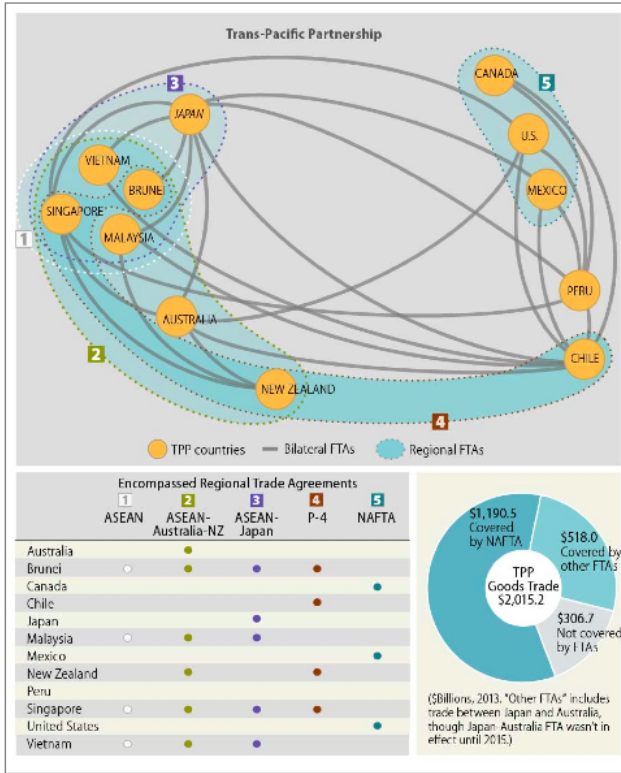 Trans-Pacific Partnership
3
CANADA
5
JAPAN
U.S.
VIETNAM
BRUNEI
MEXICO
SINGAPORE
MALAYSIA
1
PERU
AUSTRALIA
2
CHILE
NEW ZEALAND
4
TPP countries
Bilateral FTAs
Regional FTAs
Encompassed Regional Trade Agreements
1 2 3 4 5
ASEAN ASEAN- ASEAN- P-4 NAFTA
Australia-NZ Japan
Australia
Brunei
Canada
Chile
Japan
Malaysia
Mexico
New Zealand
Peru
Singapore
United States
Vietnam
$1,190.5
Covered
by NAFTA
$518.0
Covered by
other FTAs
TPP
Goods Trade
$2,015.2
$306.7
Not covered
by FTAs
($Billions, 2013. "Other FTAs" includes
trade between Japan and Australia,
though Japan-Australia FTA wasn't in
effect until 2015.)